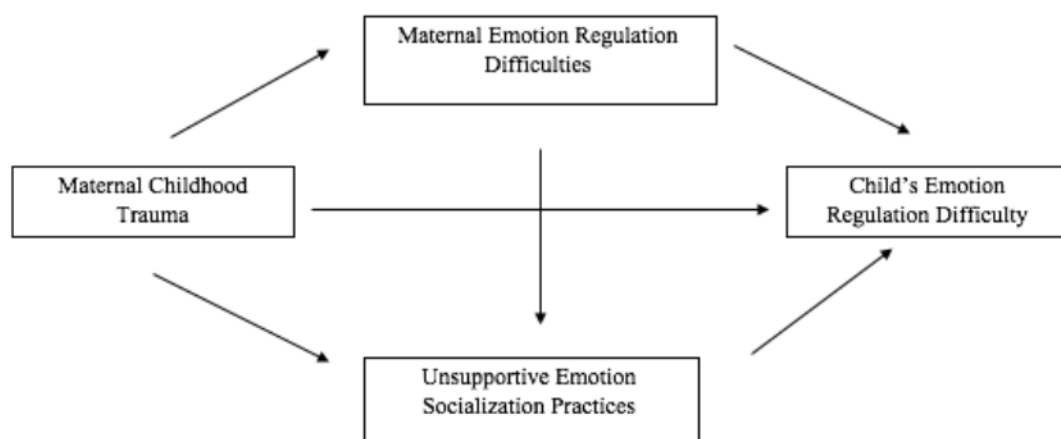 Maternal Emotion Regulation
Difficulties
Maternal Childhood
Trauma
Child's Emotion
Regulation Difficulty
Unsupportive Emotion
Socialization Practices